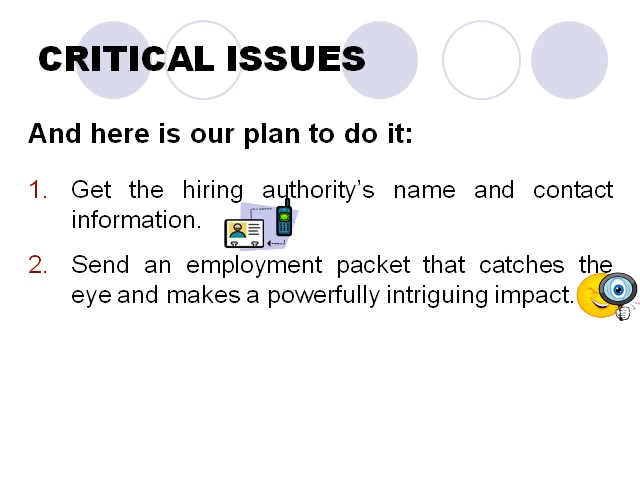 CRITICAL ISSUES
And here is our plan to do it:
1. Get the hiring authority's name and contact
information.
2. Send an employment packet that catches the
eye and makes a powerfully intriguing impact.